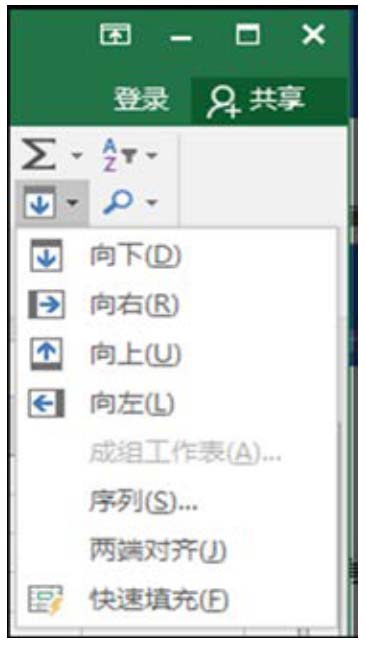 登录 共享
向下(D)
向右(R)
向上(U)
向左(L)
成组工作表(A)...
序列(S)...
两端对齐(J)
快速填充(F)